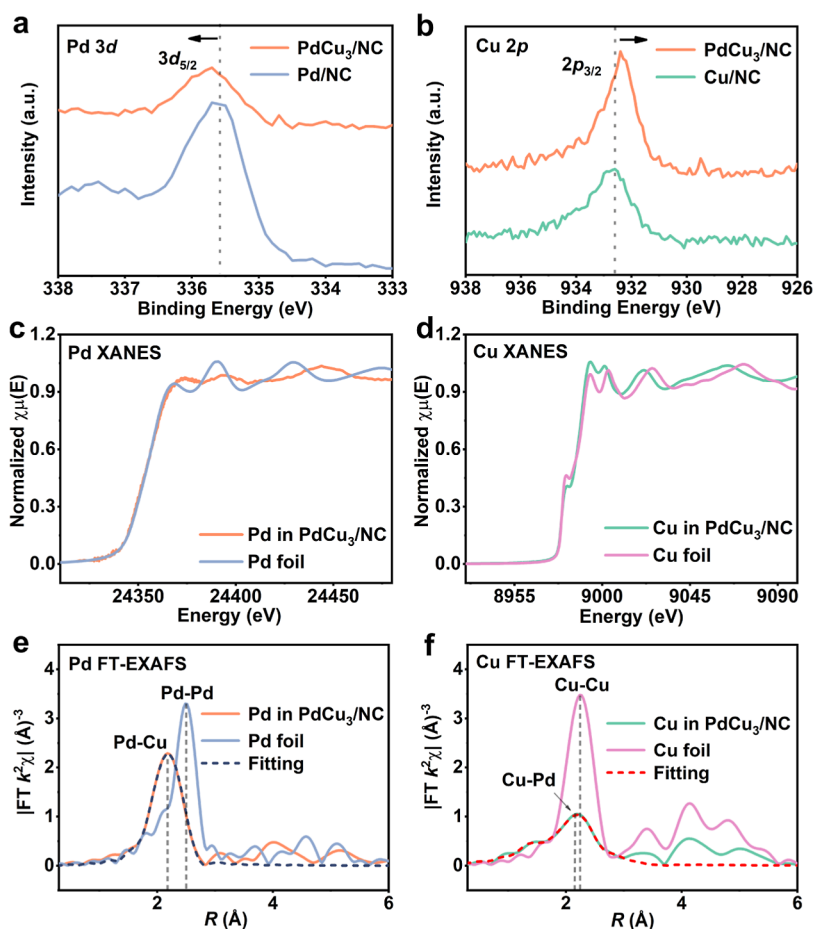 a
Pd 3d
3d5/2
PdCu3/NC
Pd/NC
Intensity (a.u.)
338 337 336 335 334 333
Binding Energy (eV)
b
Cu 2p
2p3/2
PdCu3/NC
Cu/NC
Intensity (a.u.)
938 936 934 932 930 928 926
Binding Energy (eV)
c
Pd XANES
1.2
0.9
0.6
0.3
0.0
Normalized χμ(E)
Pd in PdCu3/NC
Pd foil
24350 24400 24450
Energy (eV)
d
Cu XANES
1.2
0.9
0.6
0.3
0.0
Normalized χμ(E)
Cu in PdCu3/NC
Cu foil
8955 9000 9045 9090
Energy (eV)
e
Pd FT-EXAFS
Pd-Pd
Pd-Cu
Pd in PdCu3/NC
Pd foil
Fitting
4
3
2
1
0
|FT k²χ| (Å)⁻³
2 4 6
R (Å)
f
Cu FT-EXAFS
Cu-Cu
Cu-Pd
Cu in PdCu3/NC
Cu foil
Fitting
4
3
2
1
0
|FT k²χ| (Å)⁻³
2 4 6
R (Å)